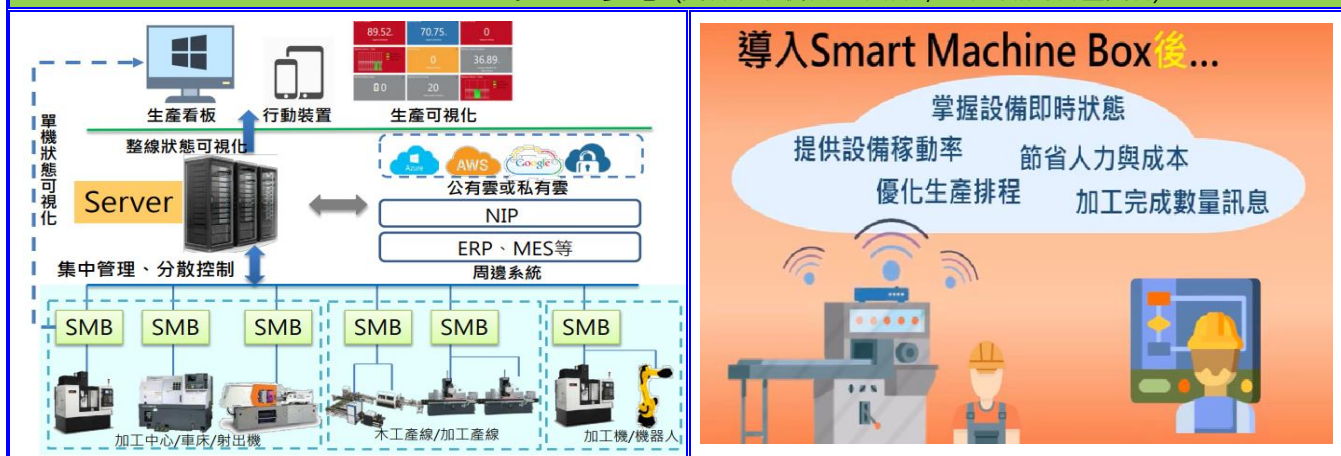 89.52.
70.75.
0
0
36.89.
0
20
生產看板
行動裝置
生產可視化
單機狀態可視化
整線狀態可視化
Server
Azure
AWS
Google
公有雲或私有雲
NIP
ERP、MES等
周邊系統
集中管理、分散控制
SMB
SMB
SMB
SMB
SMB
SMB
加工中心/車床/射出機
木工產線/加工產線
加工機/機器人
導入Smart Machine Box後...
掌握設備即時狀態
提供設備稼動率
節省人力與成本
優化生產排程
加工完成數量訊息